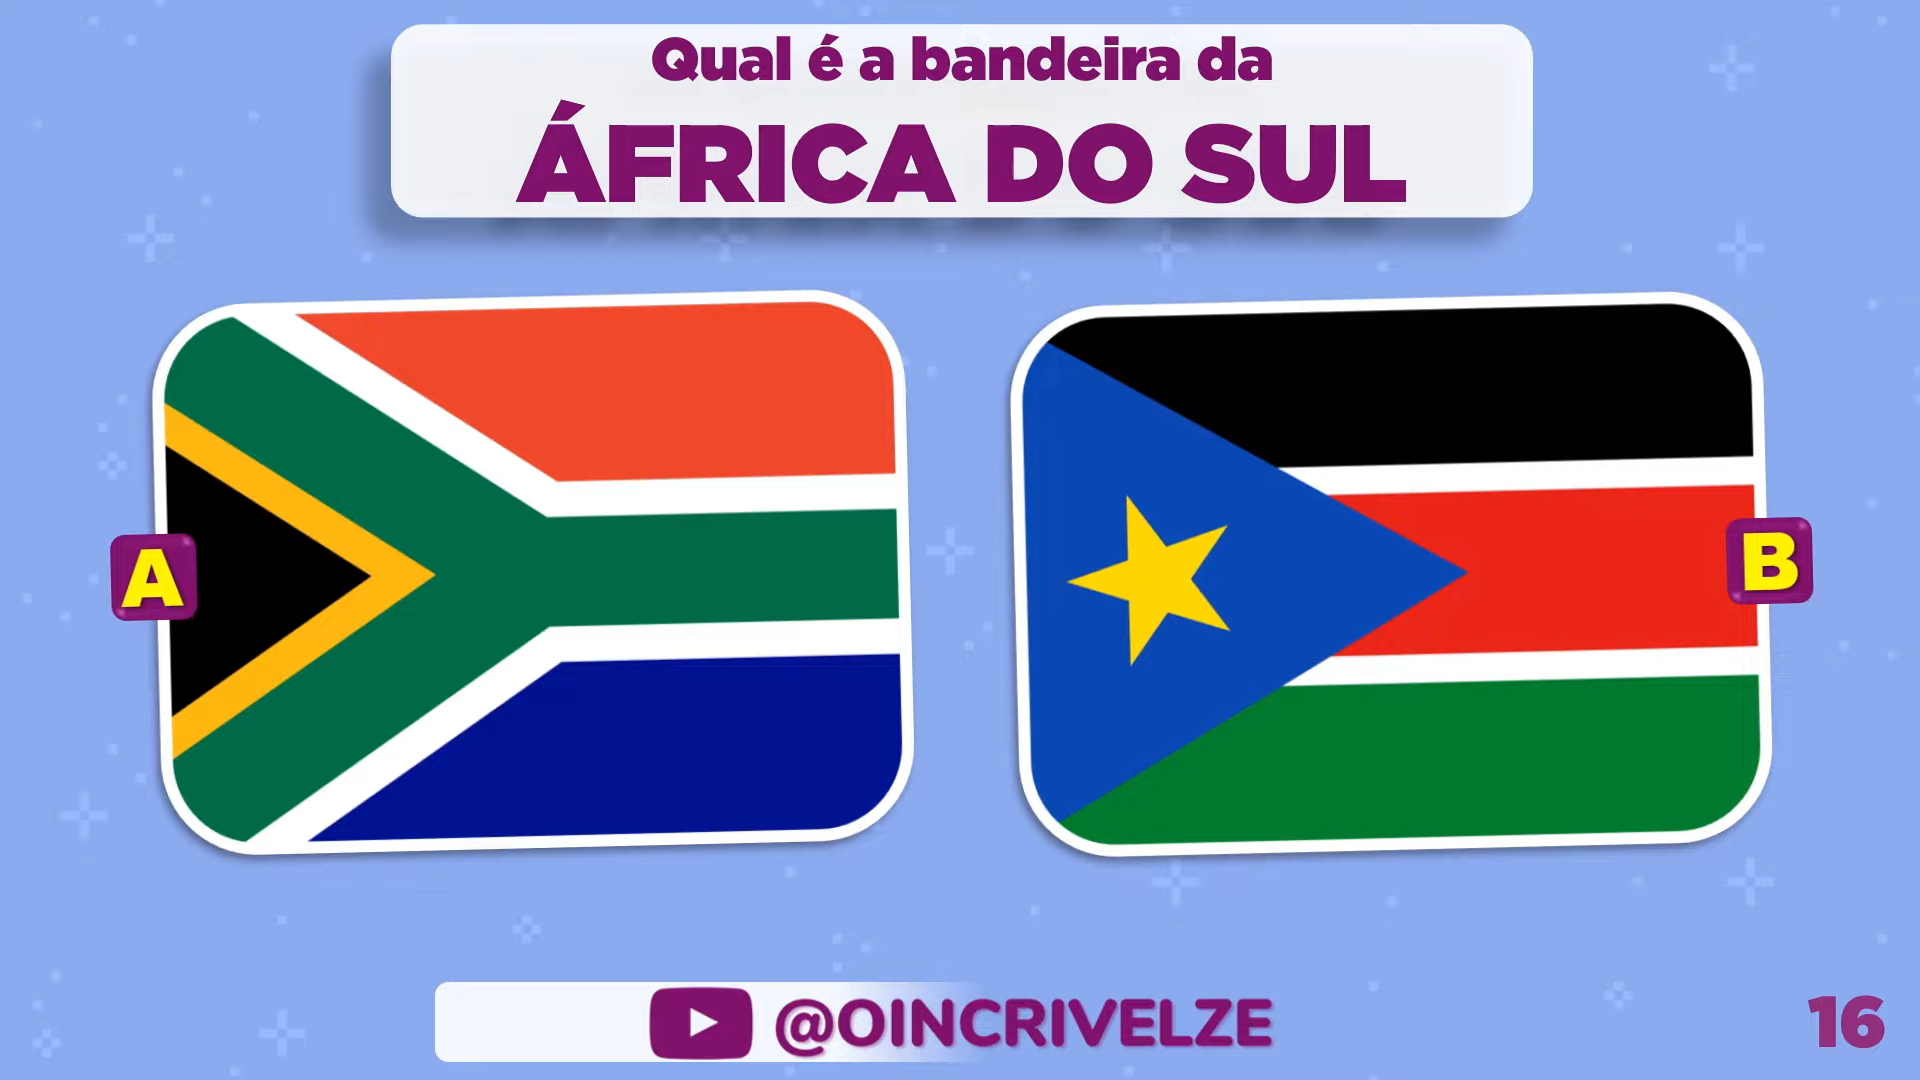 Qual é a bandeira da
ÁFRICA DO SUL
A
B
@OINCRIVELZE
16